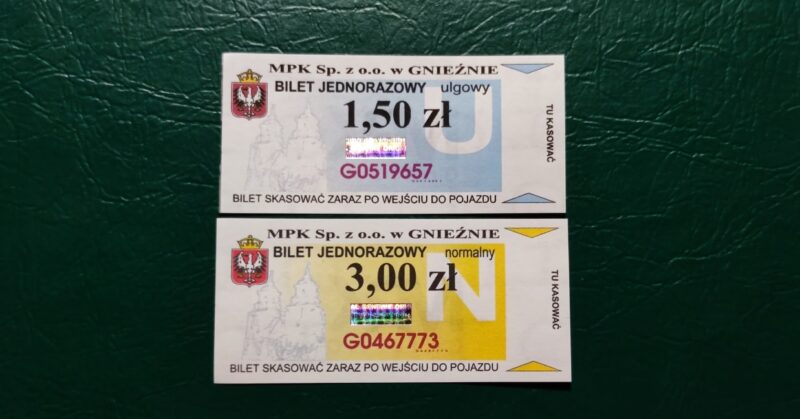 MPK Sp. z o.o. w GNIEŹNIE
BILET JEDNORAZOWY ulgowy
1,50 zł
U
G0519657
TU KASOWAĆ
BILET SKASOWAĆ ZARAZ PO WEJŚCIU DO POJAZDU
MPK Sp. z o.o. w GNIEŹNIE
BILET JEDNORAZOWY normalny
3,00 zł
N
G0467773
TU KASOWAĆ
BILET SKASOWAĆ ZARAZ PO WEJŚCIU DO POJAZDU